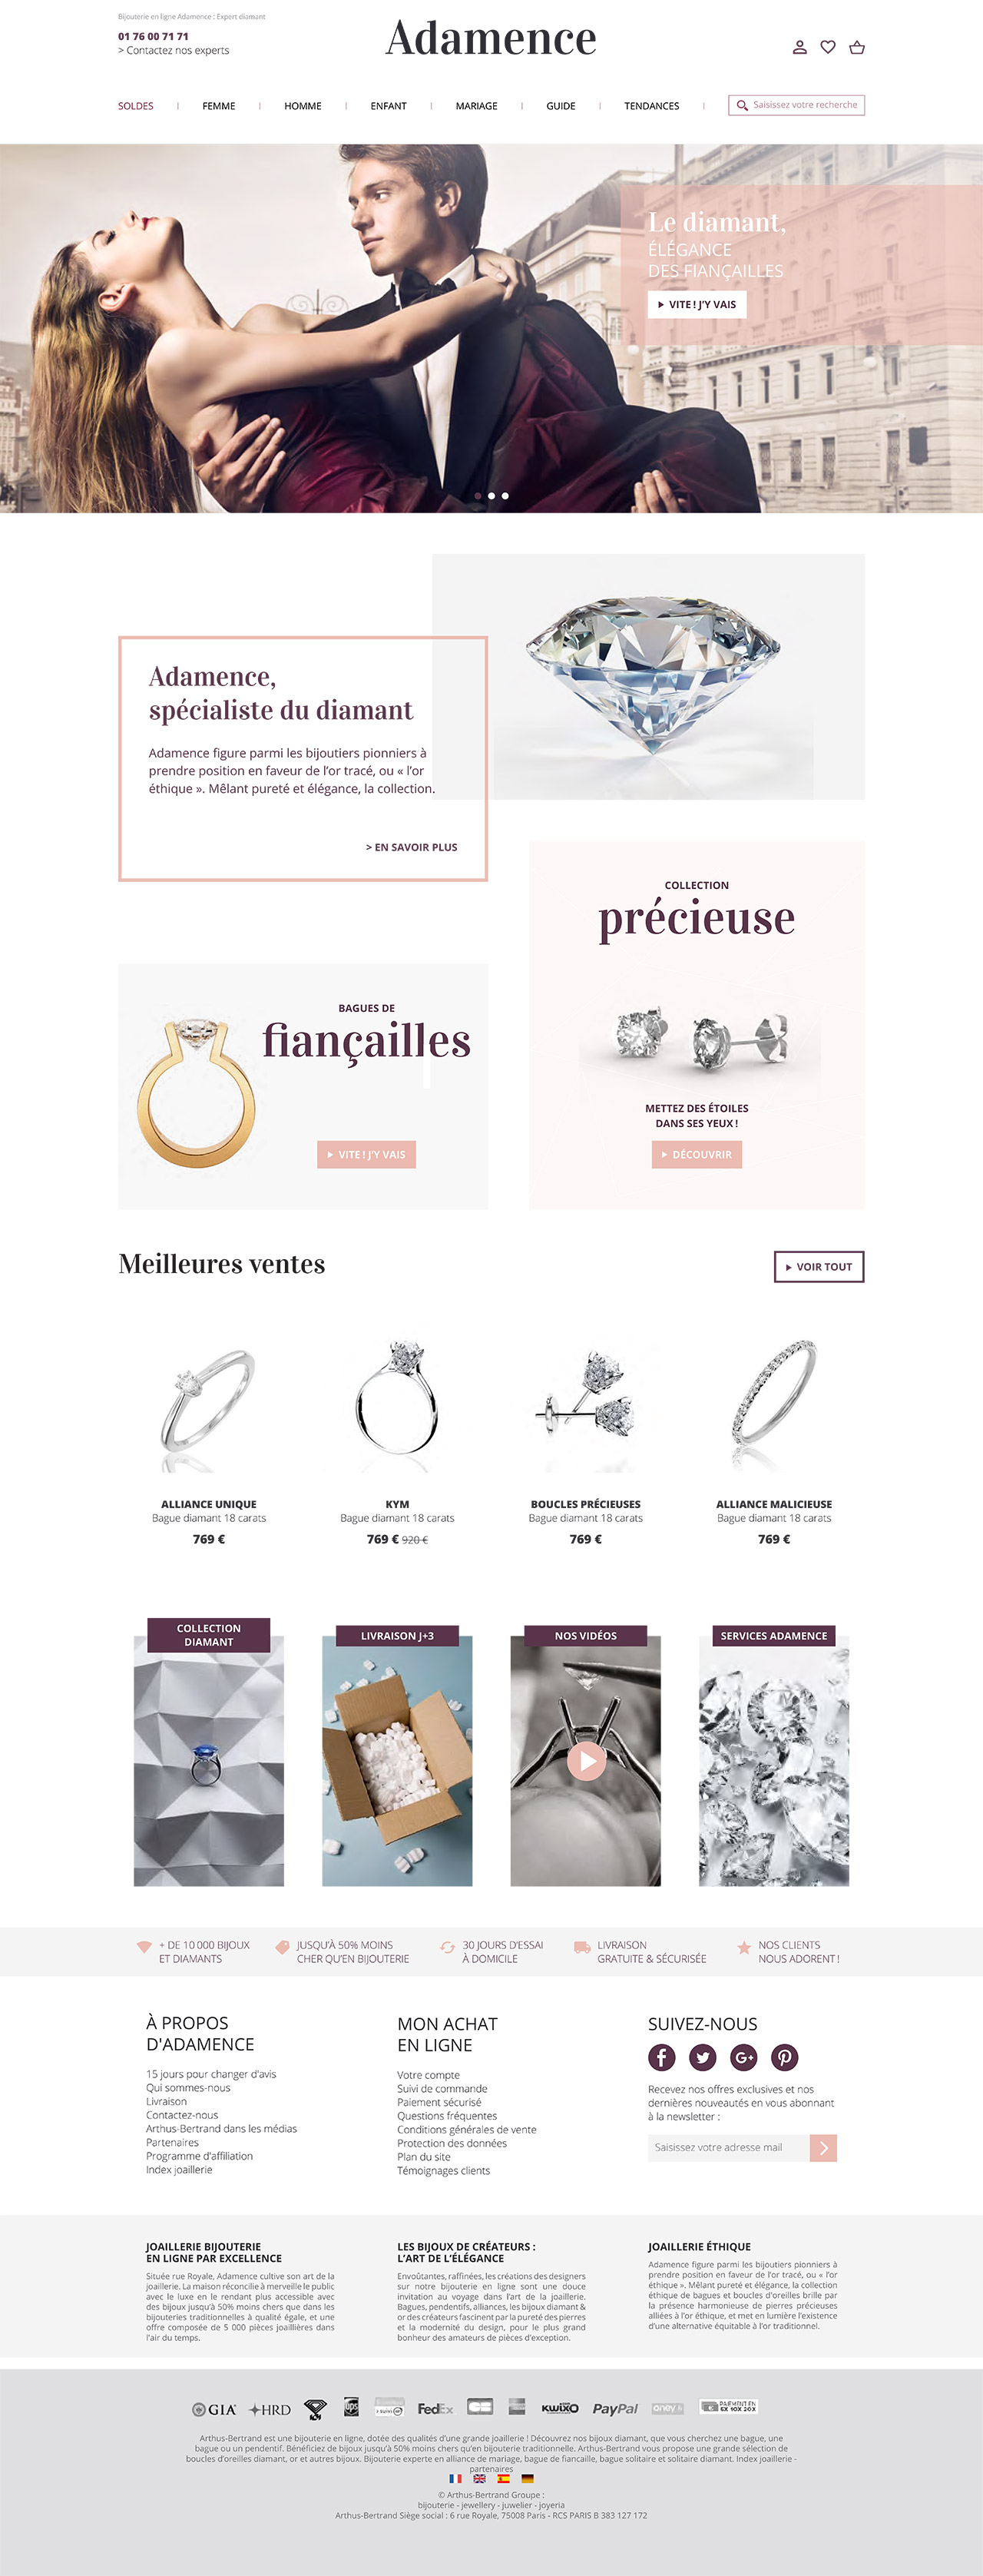 Bijouterie en ligne Adamence : Expert diamant
01 76 00 71 71
> Contactez nos experts
Adamence
SOLDES
FEMME
HOMME
ENFANT
MARIAGE
GUIDE
TENDANCES
Saisissez votre recherche
Le diamant,
ÉLÉGANCE
DES FIANÇAILLES
VITE ! J'Y VAIS
Adamence,
spécialiste du diamant
Adamence figure parmi les bijoutiers pionniers à
prendre position en faveur de l'or tracé, ou « l'or
éthique ». Mêlant pureté et élégance, la collection.
> EN SAVOIR PLUS
COLLECTION
précieuse
METTEZ DES ÉTOILES
DANS SES YEUX !
DÉCOUVRIR
BAGUES DE
fiançailles
VITE ! J'Y VAIS
Meilleures ventes
VOIR TOUT
ALLIANCE UNIQUE
Bague diamant 18 carats
769 €
KYM
Bague diamant 18 carats
769 € 920 €
BOUCLES PRÉCIEUSES
Bague diamant 18 carats
769 €
ALLIANCE MALICIEUSE
Bague diamant 18 carats
769 €
COLLECTION
DIAMANT
LIVRAISON J+3
NOS VIDÉOS
SERVICES ADAMENCE
+ DE 10 000 BIJOUX
ET DIAMANTS
JUSQU'À 50% MOINS
CHER QU'EN BIJOUTERIE
30 JOURS D'ESSAI
À DOMICILE
LIVRAISON
GRATUITE & SÉCURISÉE
NOS CLIENTS
NOUS ADORENT !
À PROPOS
D'ADAMENCE
15 jours pour changer d'avis
Qui sommes-nous
Livraison
Contactez-nous
Arthus-Bertrand dans les médias
Partenaires
Programme d'affiliation
Index joaillerie
MON ACHAT
EN LIGNE
Votre compte
Suivi de commande
Paiement sécurisé
Questions fréquentes
Conditions générales de vente
Protection des données
Plan du site
Témoignages clients
SUIVEZ-NOUS
Recevez nos offres exclusives et nos
dernières nouveautés en vous abonnant
à la newsletter :
Saisissez votre adresse mail
JOAILLERIE BIJOUTERIE
EN LIGNE PAR EXCELLENCE
Située rue Royale, Adamence cultive son art de la
joaillerie. La maison réconcilie à merveille le public
avec le luxe en le rendant plus accessible avec
des bijoux jusqu'à 50% moins chers que dans les
bijouteries traditionnelles à qualité égale, et une
offre composée de 5 000 pièces joaillières dans
l'air du temps.
LES BIJOUX DE CRÉATEURS :
L'ART DE L'ÉLÉGANCE
Envoûtantes, raffinées, les créations des designers
sur notre bijouterie en ligne sont une douce
invitation au voyage dans l'art de la joaillerie.
Bagues, pendentifs, alliances, les bijoux diamant &
or des créateurs fascinent par la pureté des pierres
et la modernité du design, pour le plus grand
bonheur des amateurs de pièces d'exception.
JOAILLERIE ÉTHIQUE
Adamence figure parmi les bijoutiers pionniers à
prendre position en faveur de l'or tracé, ou « l'or
éthique ». Mêlant pureté et élégance, la collection
éthique de bagues et boucles d'oreilles brille par
la présence harmonieuse de pierres précieuses
alliées à l'or éthique, et met en lumière l'existence
d'une alternative équitable à l'or traditionnel.
GIA HRD ups FedEx CB KWIXO PayPal oney PAIEMENT EN
5X 10X 20X
Arthus-Bertrand est une bijouterie en ligne, dotée des qualités d'une grande joaillerie ! Découvrez nos bijoux diamant, que vous cherchez une bague, une
bague ou un pendentif. Bénéficiez de bijoux jusqu'à 50% moins chers qu'en bijouterie traditionnelle. Arthus-Bertrand vous propose une grande sélection de
boucles d'oreilles diamant, or et autres bijoux. Bijouterie experte en alliance de mariage, bague de fiancaille, bague solitaire et solitaire diamant. Index joaillerie -
partenaires
© Arthus-Bertrand Groupe :
bijouterie - jewellery - juwelier - joyeria
Arthus-Bertrand Siège social : 6 rue Royale, 75008 Paris - RCS PARIS B 383 127 172